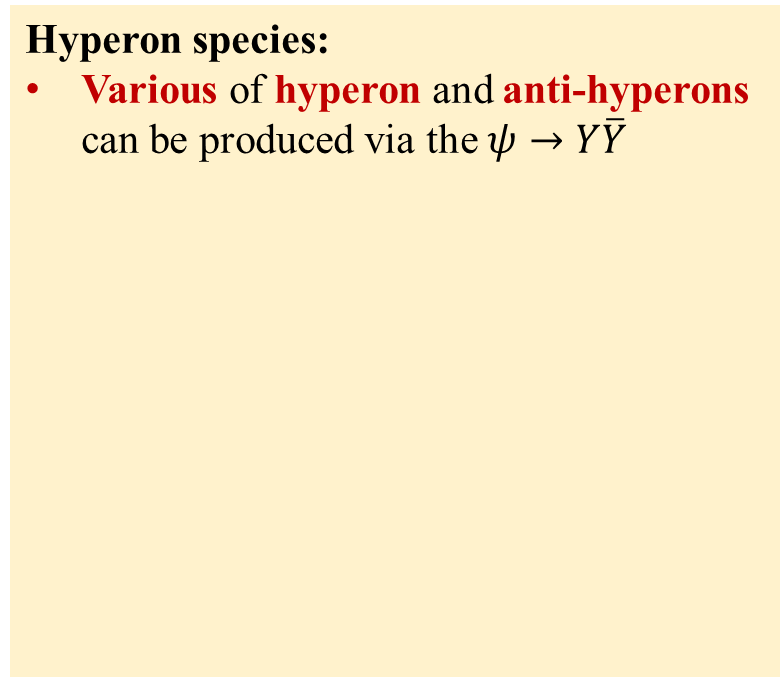 Hyperon species:
• Various of hyperon and anti-hyperons
can be produced via the ψ → YȲ